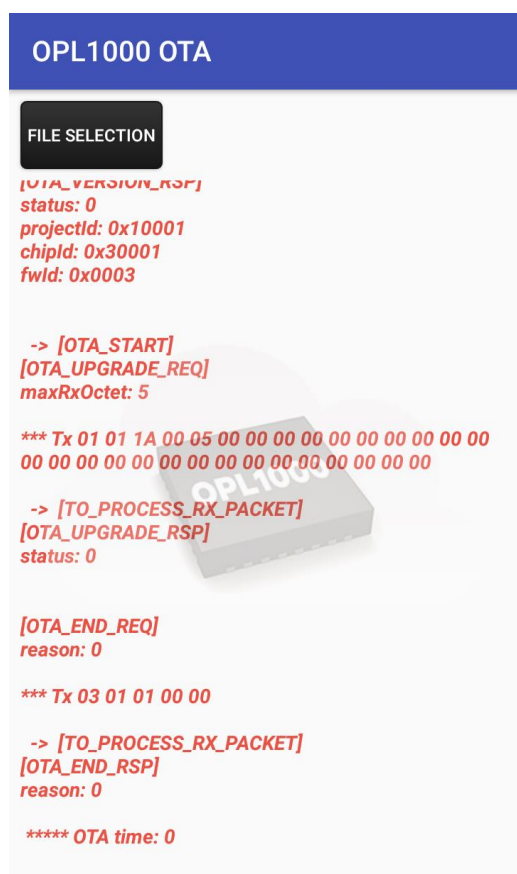 OPL1000 OTA
FILE SELECTION
[OTA_VERSION_RSP]
status: 0
projectId: 0x10001
chipId: 0x30001
fwId: 0x0003
-> [OTA_START]
[OTA_UPGRADE_REQ]
maxRxOctet: 5
*** Tx 01 01 1A 00 05 00 00 00 00 00 00 00 00 00 00
00 00 00 00 00 00 00 00 00 00 00 00 00 00 00
OPL1000
-> [TO_PROCESS_RX_PACKET]
[OTA_UPGRADE_RSP]
status: 0
[OTA_END_REQ]
reason: 0
*** Tx 03 01 01 00 00
-> [TO_PROCESS_RX_PACKET]
[OTA_END_RSP]
reason: 0
***** OTA time: 0